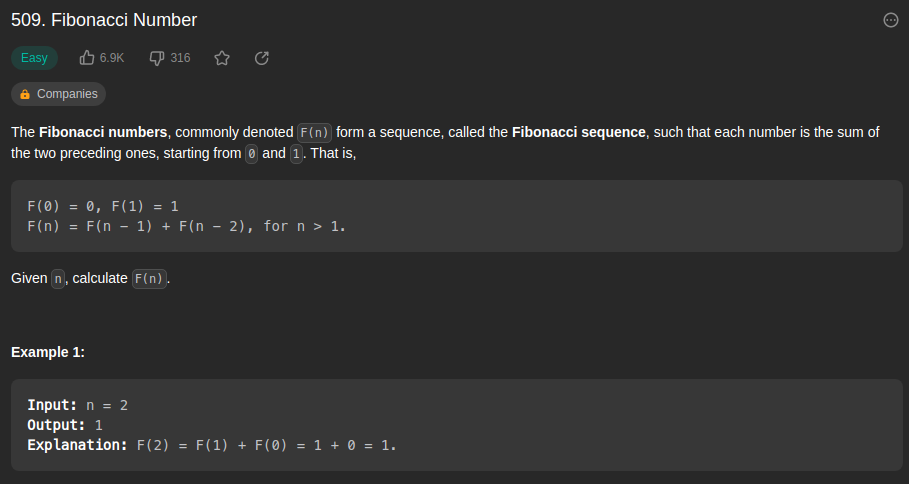 509. Fibonacci Number
Easy 6.9K 316
Companies
The Fibonacci numbers, commonly denoted F(n) form a sequence, called the Fibonacci sequence, such that each number is the sum of
the two preceding ones, starting from 0 and 1. That is,
F(0) = 0, F(1) = 1
F(n) = F(n - 1) + F(n - 2), for n > 1.
Given n, calculate F(n).
Example 1:
Input: n = 2
Output: 1
Explanation: F(2) = F(1) + F(0) = 1 + 0 = 1.